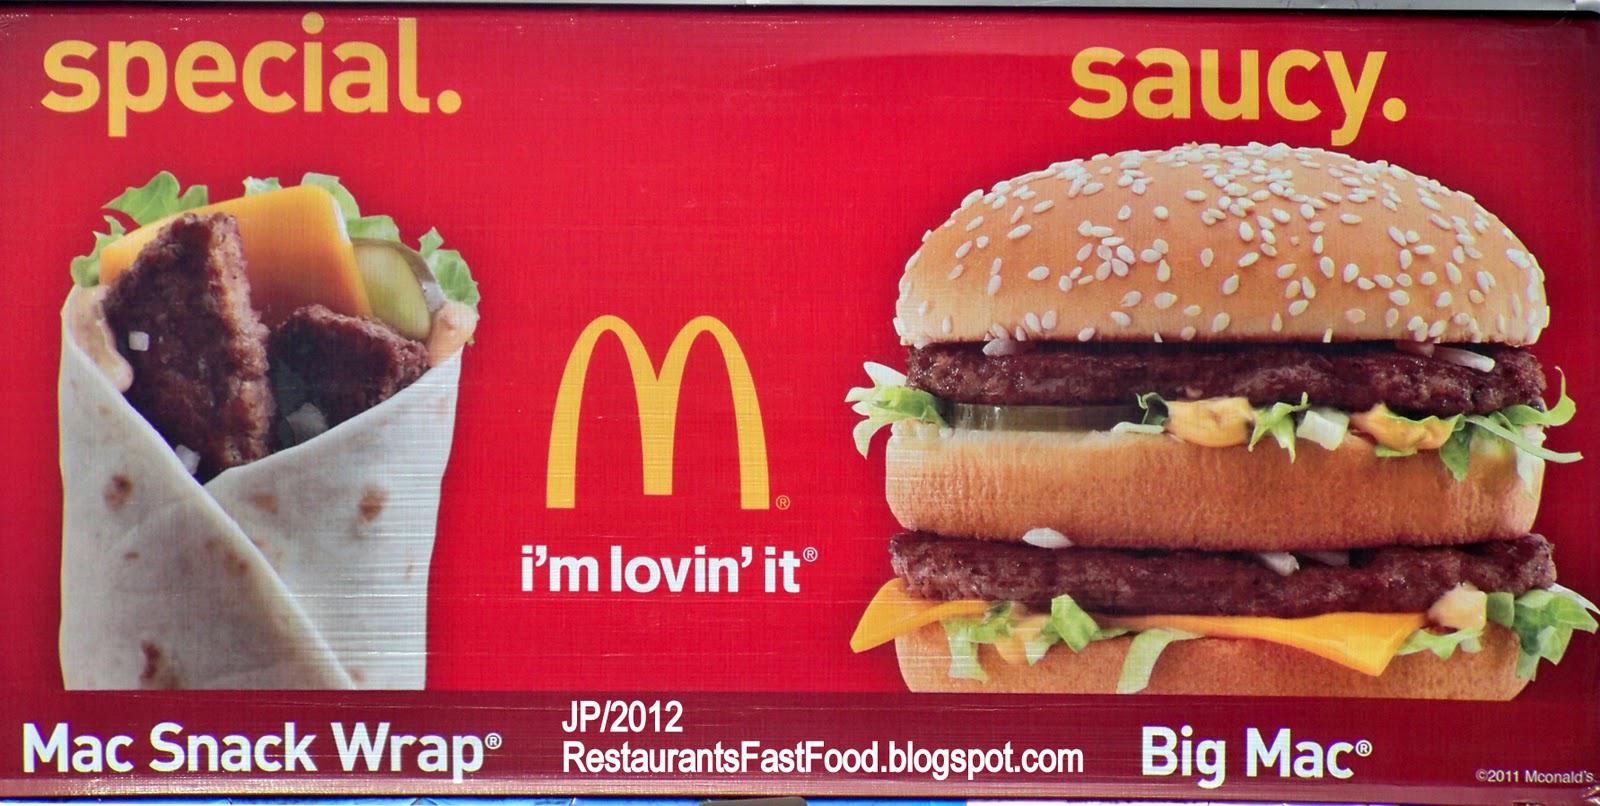 special.
saucy.
i'm lovin' it®
JP/2012
Mac Snack Wrap®
RestaurantsFastFood.blogspot.com
Big Mac®
©2011 Mconald's